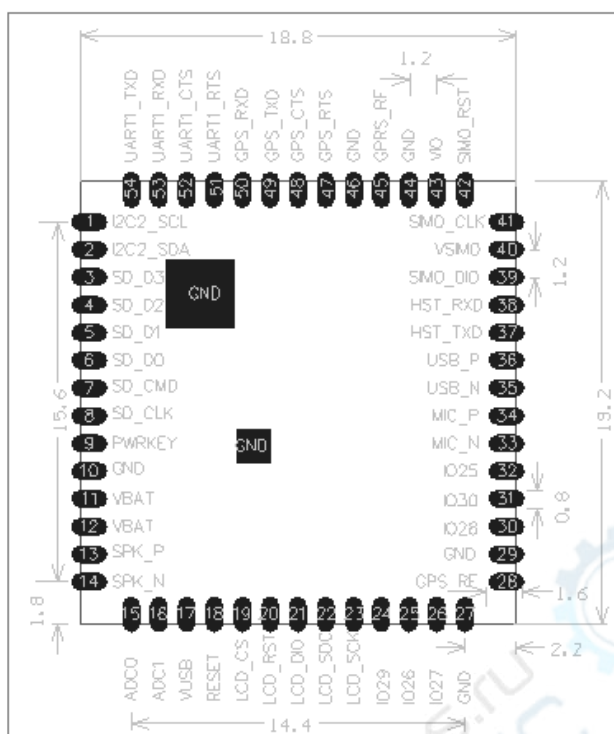 18.8
1.2
UART1_TXD
UART1_RXD
UART1_CTS
UART1_RTS
GPS_RXD
GPS_TXD
GPS_CTS
GPS_RTS
GND
GPRS_RF
GND
VIO
SIM0_RST
54 53 52 51 50 49 48 47 46 45 44 43 42
1 I2C2_SCL
SIM0_CLK 41
2 I2C2_SDA
VSIM0 40
3 SD_D3
SIM0_DIO 39
4 SD_D2
HST_RXD 38
5 SD_D1
HST_TXD 37
6 SD_D0
USB_P 36
7 SD_CMD
USB_N 35
8 SD_CLK
MIC_P 34
9 PWRKEY
MIC_N 33
10 GND
IO25 32
11 VBAT
IO30 31
12 VBAT
IO28 30
13 SPK_P
GND 29
14 SPK_N
GPS_RE 28
GND
GND
1.2
15.6
19.2
0.8
1.6
1.8
2.2
15 16 17 18 19 20 21 22 23 24 25 26 27
ADC0
ADC1
VUSB
RESET
LCD_CS
LCD_RST
LCD_DIO
LCD_SDC
LCD_SCK
IO29
IO26
IO27
GND
14.4